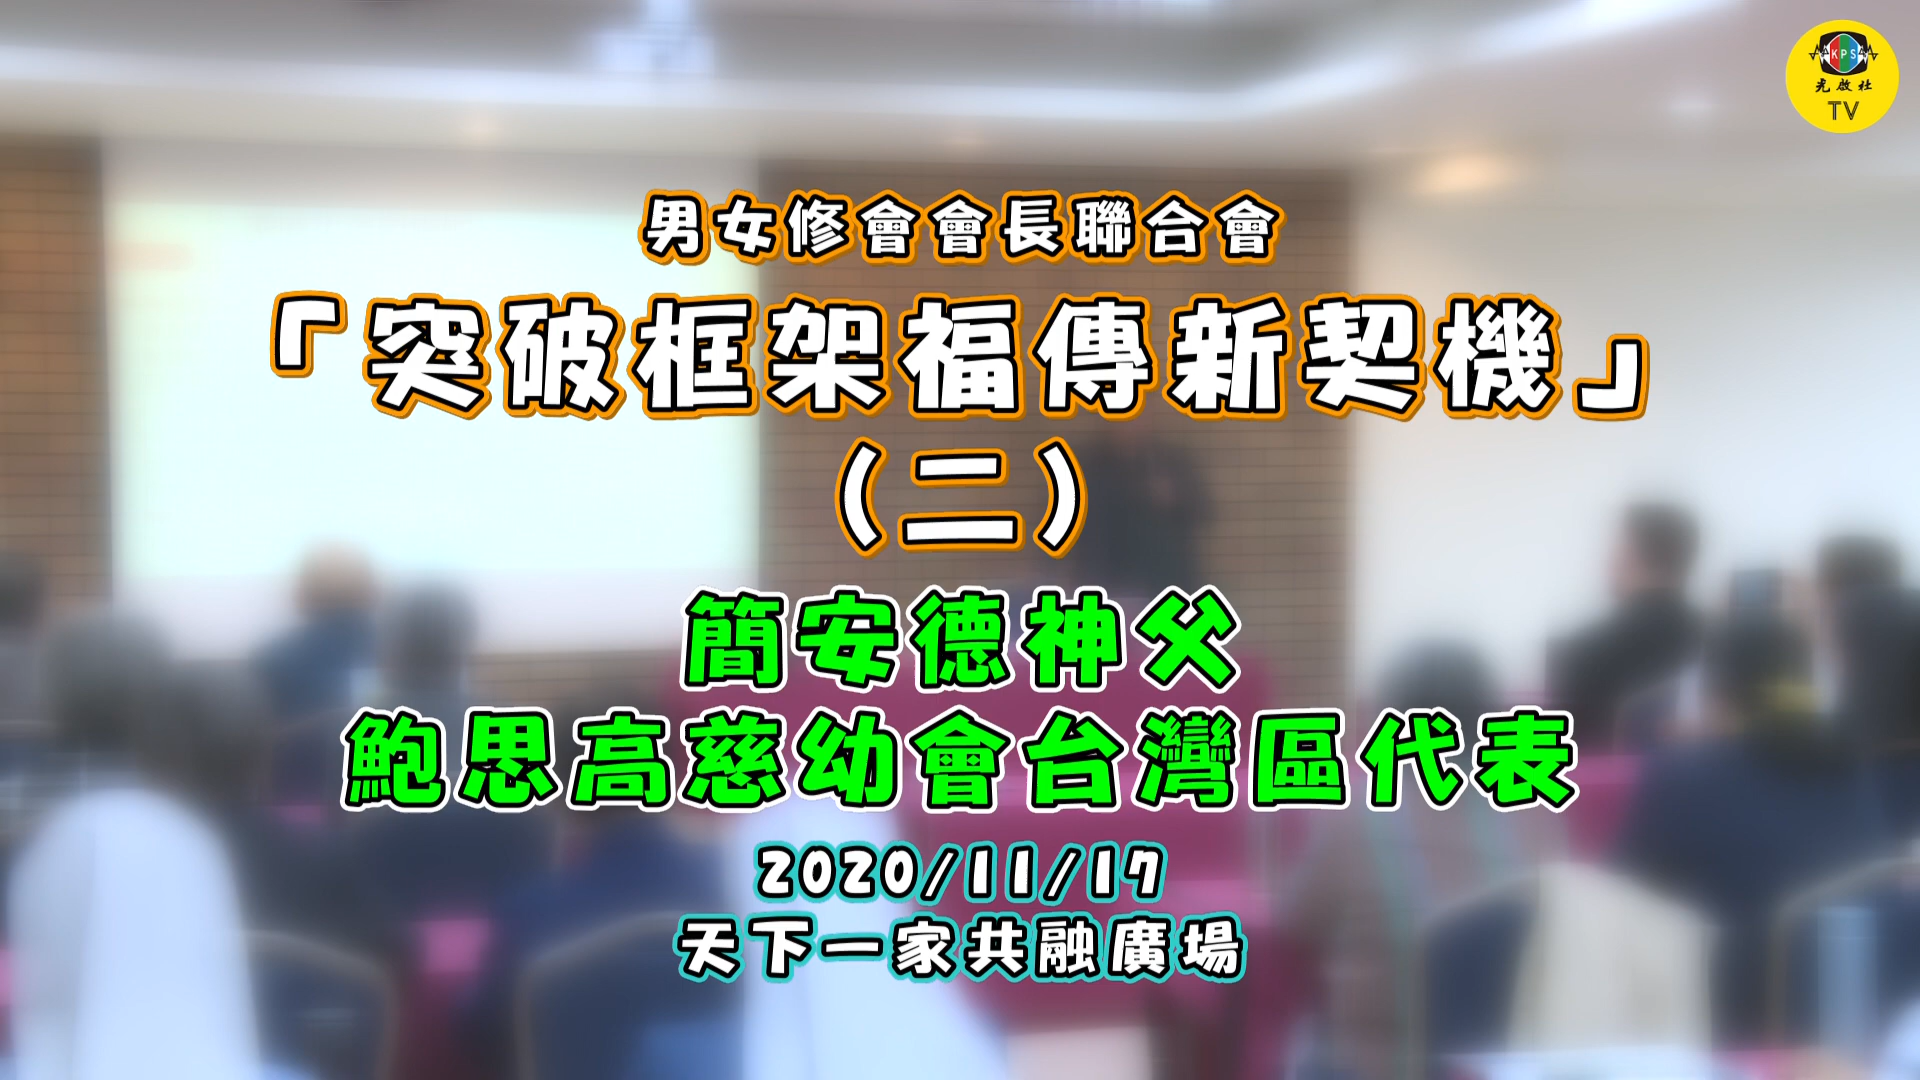 KPS
光啟社
TV
男女修會會長聯合會
「突破框架福傳新契機」
（二）
簡安德神父
鮑思高慈幼會台灣區代表
2020/11/17
天下一家共融廣場